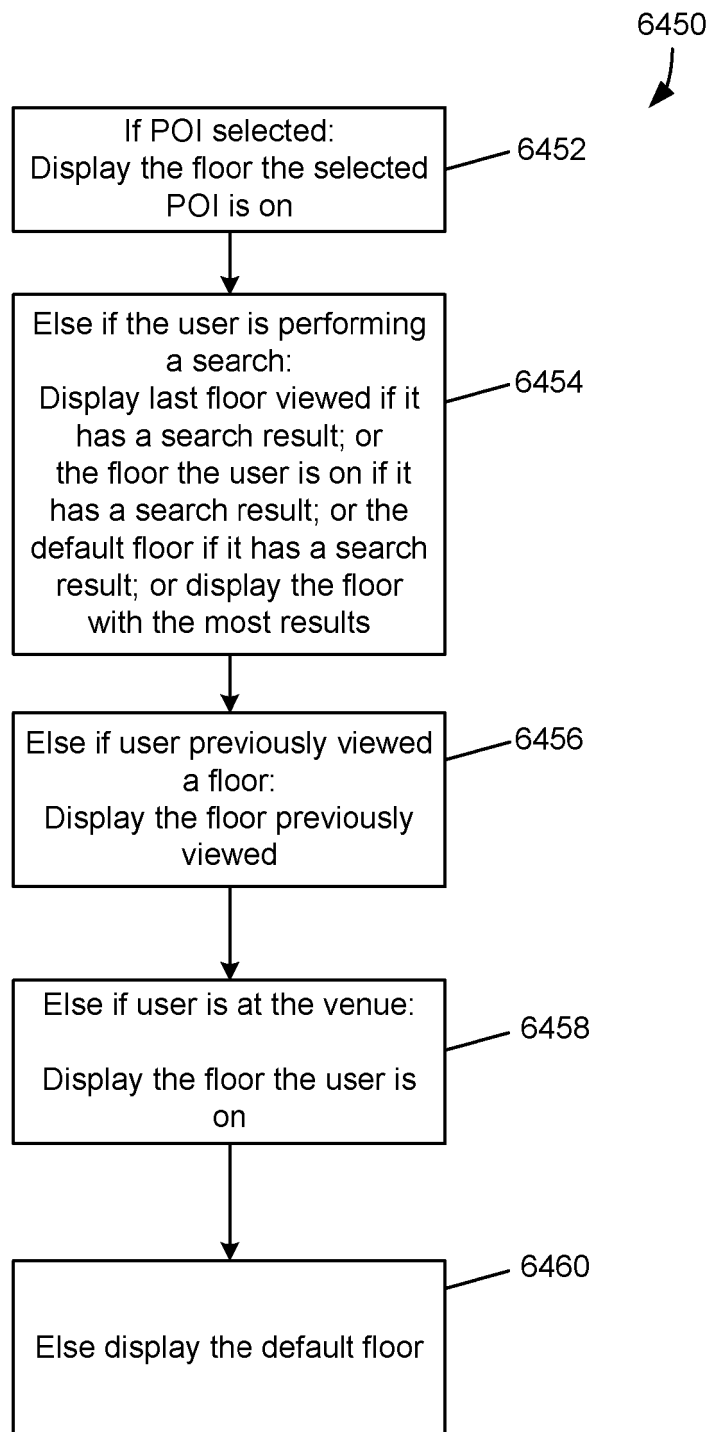 6450
If POI selected:
Display the floor the selected
POI is on
6452
Else if the user is performing
a search:
Display last floor viewed if it
has a search result; or
the floor the user is on if it
has a search result; or the
default floor if it has a search
result; or display the floor
with the most results
6454
Else if user previously viewed
a floor:
Display the floor previously
viewed
6456
Else if user is at the venue:
Display the floor the user is
on
6458
Else display the default floor
6460